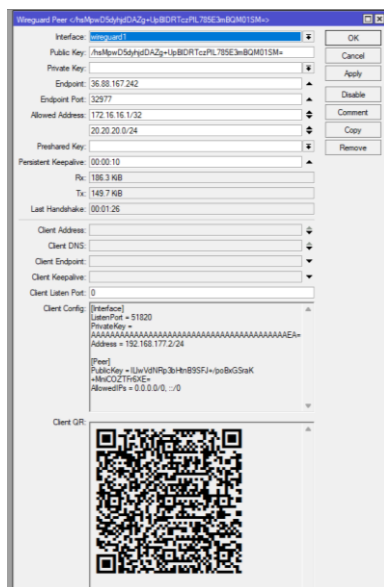 Wireguard Peer </hsMpwD5dyhjdDAZg+UpBlDRTczPlL785E3mBQM01SM=>
Interface: wireguard1
OK
Public Key: /hsMpwD5dyhjdDAZg+UpBlDRTczPlL785E3mBQM01SM=
Cancel
Private Key:
Endpoint: 36.88.167.242
Apply
Endpoint Port: 32977
Disable
Allowed Address: 172.16.16.1/32
Comment
20.20.20.0/24
Copy
Preshared Key:
Remove
Persistent Keepalive: 00:00:10
Rx: 186.3 KiB
Tx: 149.7 KiB
Last Handshake: 00:01:26
Client Address:
Client DNS:
Client Endpoint:
Client Keepalive:
Client Listen Port: 0
Client Config: [Interface]
ListenPort = 51820
PrivateKey =
Address = 192.168.177.2/24
[Peer]
PublicKey =
AllowedIPs = 0.0.0.0/0, ::/0
Client QR: